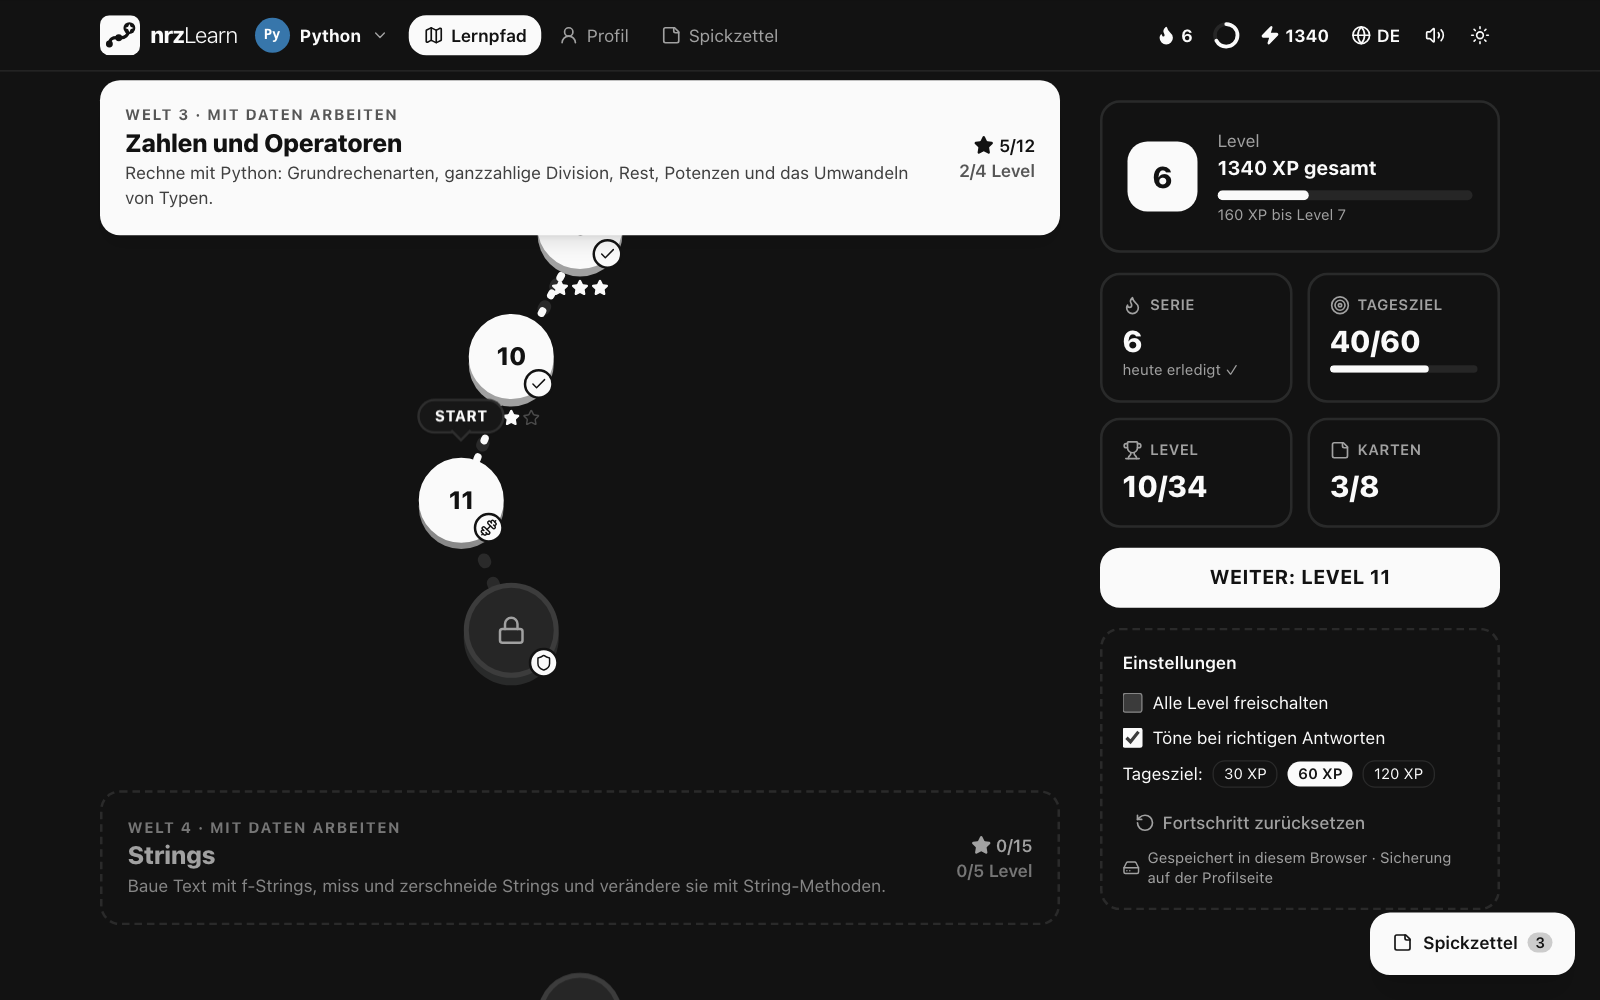 nrzLearn
Py Python
Lernpfad
Profil
Spickzettel
6
1340
DE
WELT 3 · MIT DATEN ARBEITEN
Zahlen und Operatoren
Rechne mit Python: Grundrechenarten, ganzzahlige Division, Rest, Potenzen und das Umwandeln
von Typen.
5/12
2/4 Level
10
START
11
WELT 4 · MIT DATEN ARBEITEN
Strings
Baue Text mit f-Strings, miss und zerschneide Strings und verändere sie mit String-Methoden.
0/15
0/5 Level
6
Level
1340 XP gesamt
160 XP bis Level 7
SERIE
6
heute erledigt ✓
TAGESZIEL
40/60
LEVEL
10/34
KARTEN
3/8
WEITER: LEVEL 11
Einstellungen
Alle Level freischalten
Töne bei richtigen Antworten
Tagesziel: 30 XP 60 XP 120 XP
Fortschritt zurücksetzen
Gespeichert in diesem Browser · Sicherung
auf der Profilseite
Spickzettel 3